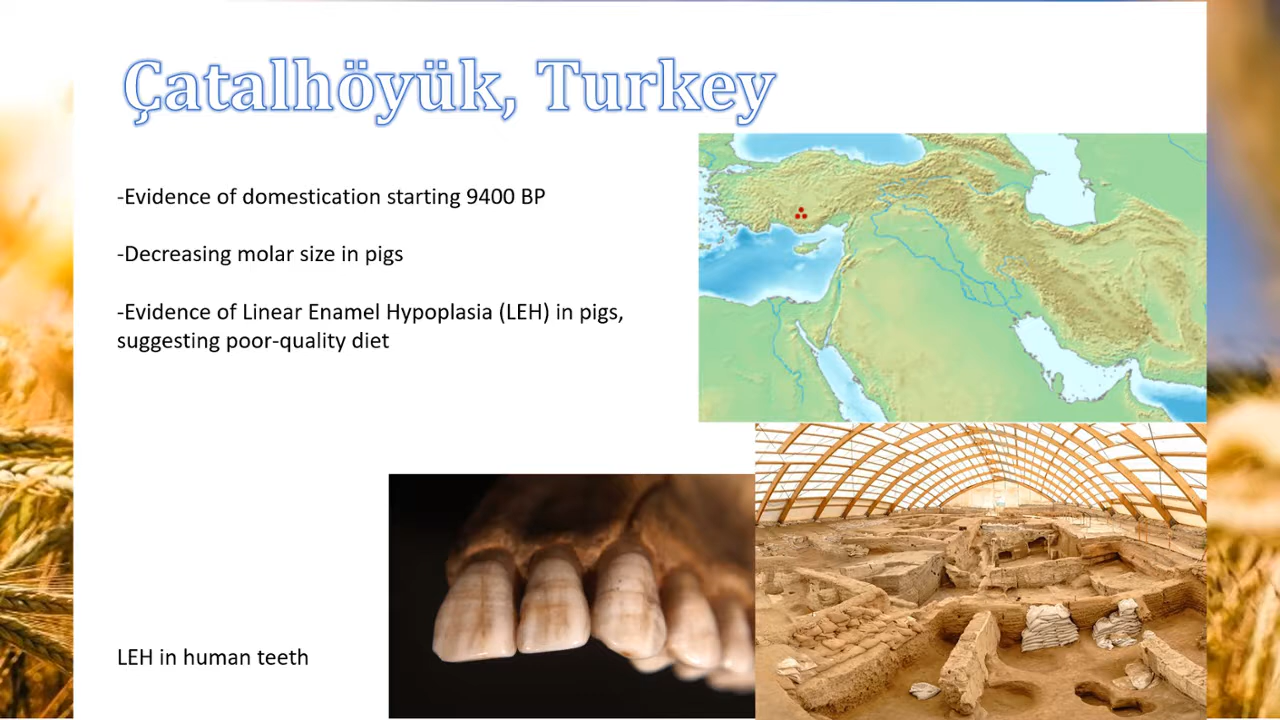 Çatalhöyük, Turkey
-Evidence of domestication starting 9400 BP
-Decreasing molar size in pigs
-Evidence of Linear Enamel Hypoplasia (LEH) in pigs,
suggesting poor-quality diet
LEH in human teeth